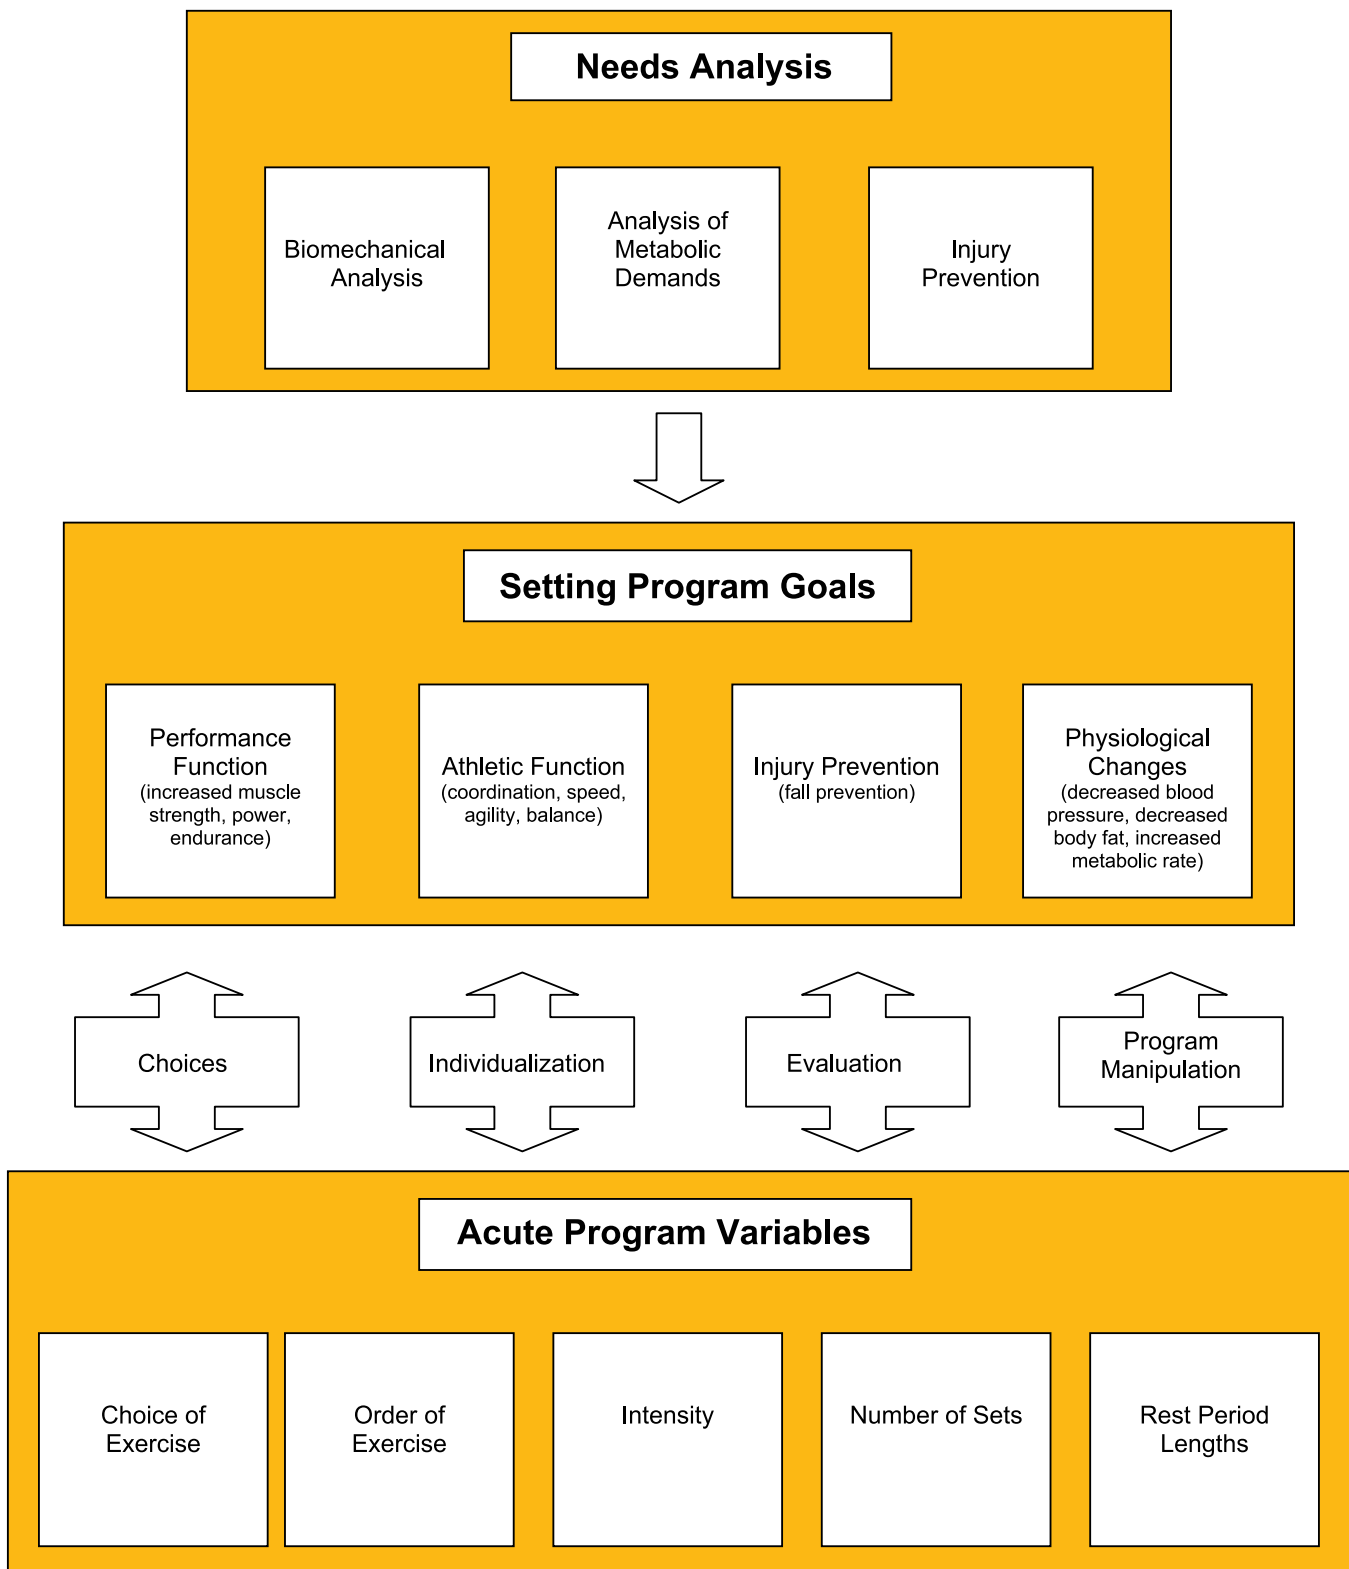 Needs Analysis
Biomechanical
Analysis
Analysis of
Metabolic
Demands
Injury
Prevention
Setting Program Goals
Performance
Function
(increased muscle
strength, power,
endurance)
Athletic Function
(coordination, speed,
agility, balance)
Injury Prevention
(fall prevention)
Physiological
Changes
(decreased blood
pressure, decreased
body fat, increased
metabolic rate)
Choices
Individualization
Evaluation
Program
Manipulation
Acute Program Variables
Choice of
Exercise
Order of
Exercise
Intensity
Number of Sets
Rest Period
Lengths